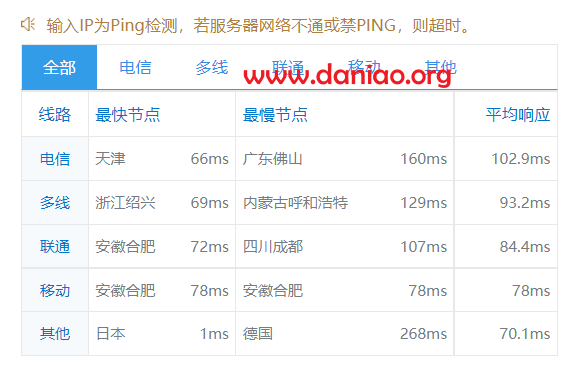 输入IP为Ping检测，若服务器网络不通或禁PING，则超时。
全部 电信 多线 联通 移动 其他
www.daniao.org
线路 最快节点 最慢节点 平均响应
电信 天津 66ms 广东佛山 160ms 102.9ms
多线 浙江绍兴 69ms 内蒙古呼和浩特 129ms 93.2ms
联通 安徽合肥 72ms 四川成都 107ms 84.4ms
移动 安徽合肥 78ms 安徽合肥 78ms 78ms
其他 日本 1ms 德国 268ms 70.1ms